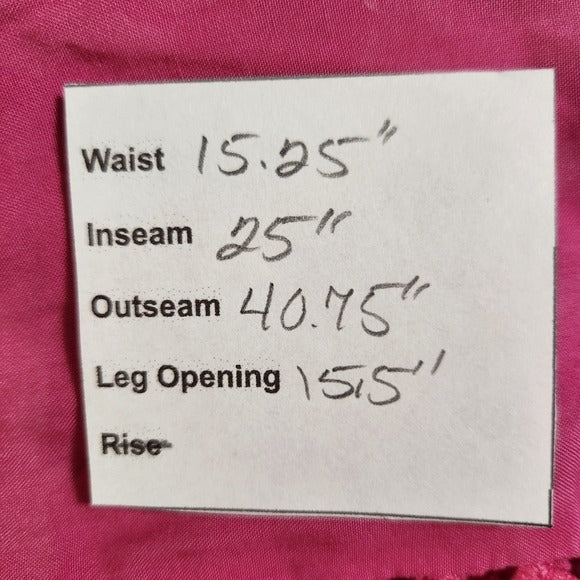 Waist 15.25"
Inseam 25"
Outseam 40.75"
Leg Opening 15.5"
Rise